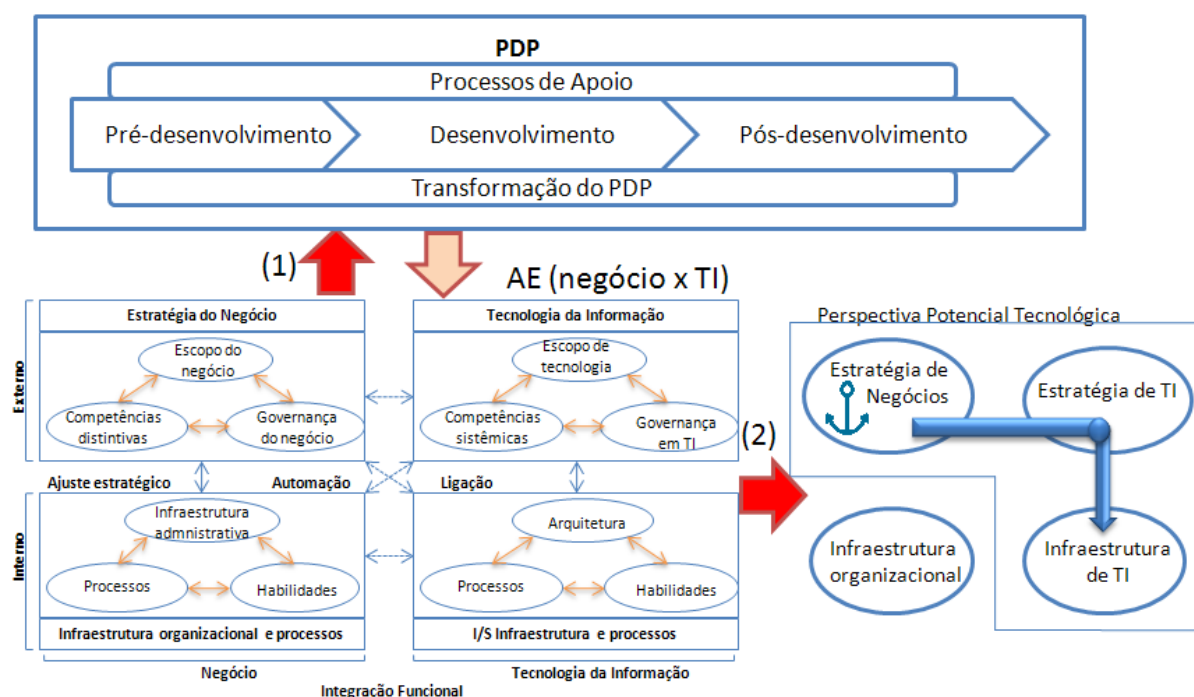 PDP
Processos de Apoio
Pré-desenvolvimento
Desenvolvimento
Pós-desenvolvimento
Transformação do PDP
(1)
AE (negócio x TI)
Estratégia do Negócio
Escopo do
negócio
Competências
distintivas
Governança
do negócio
Tecnologia da Informação
Escopo de
tecnologia
Competências
sistêmicas
Governança
em TI
Externo
Ajuste estratégico
Automação
Ligação
Interno
Infraestrutura
admnistrativa
Processos
Habilidades
Infraestrutura organizacional e processos
Arquitetura
Processos
Habilidades
I/S Infraestrutura e processos
Negócio
Tecnologia da Informação
Integração Funcional
(2)
Perspectiva Potencial Tecnológica
Estratégia de
Negócios
Estratégia de TI
Infraestrutura
organizacional
Infraestrutura
de TI